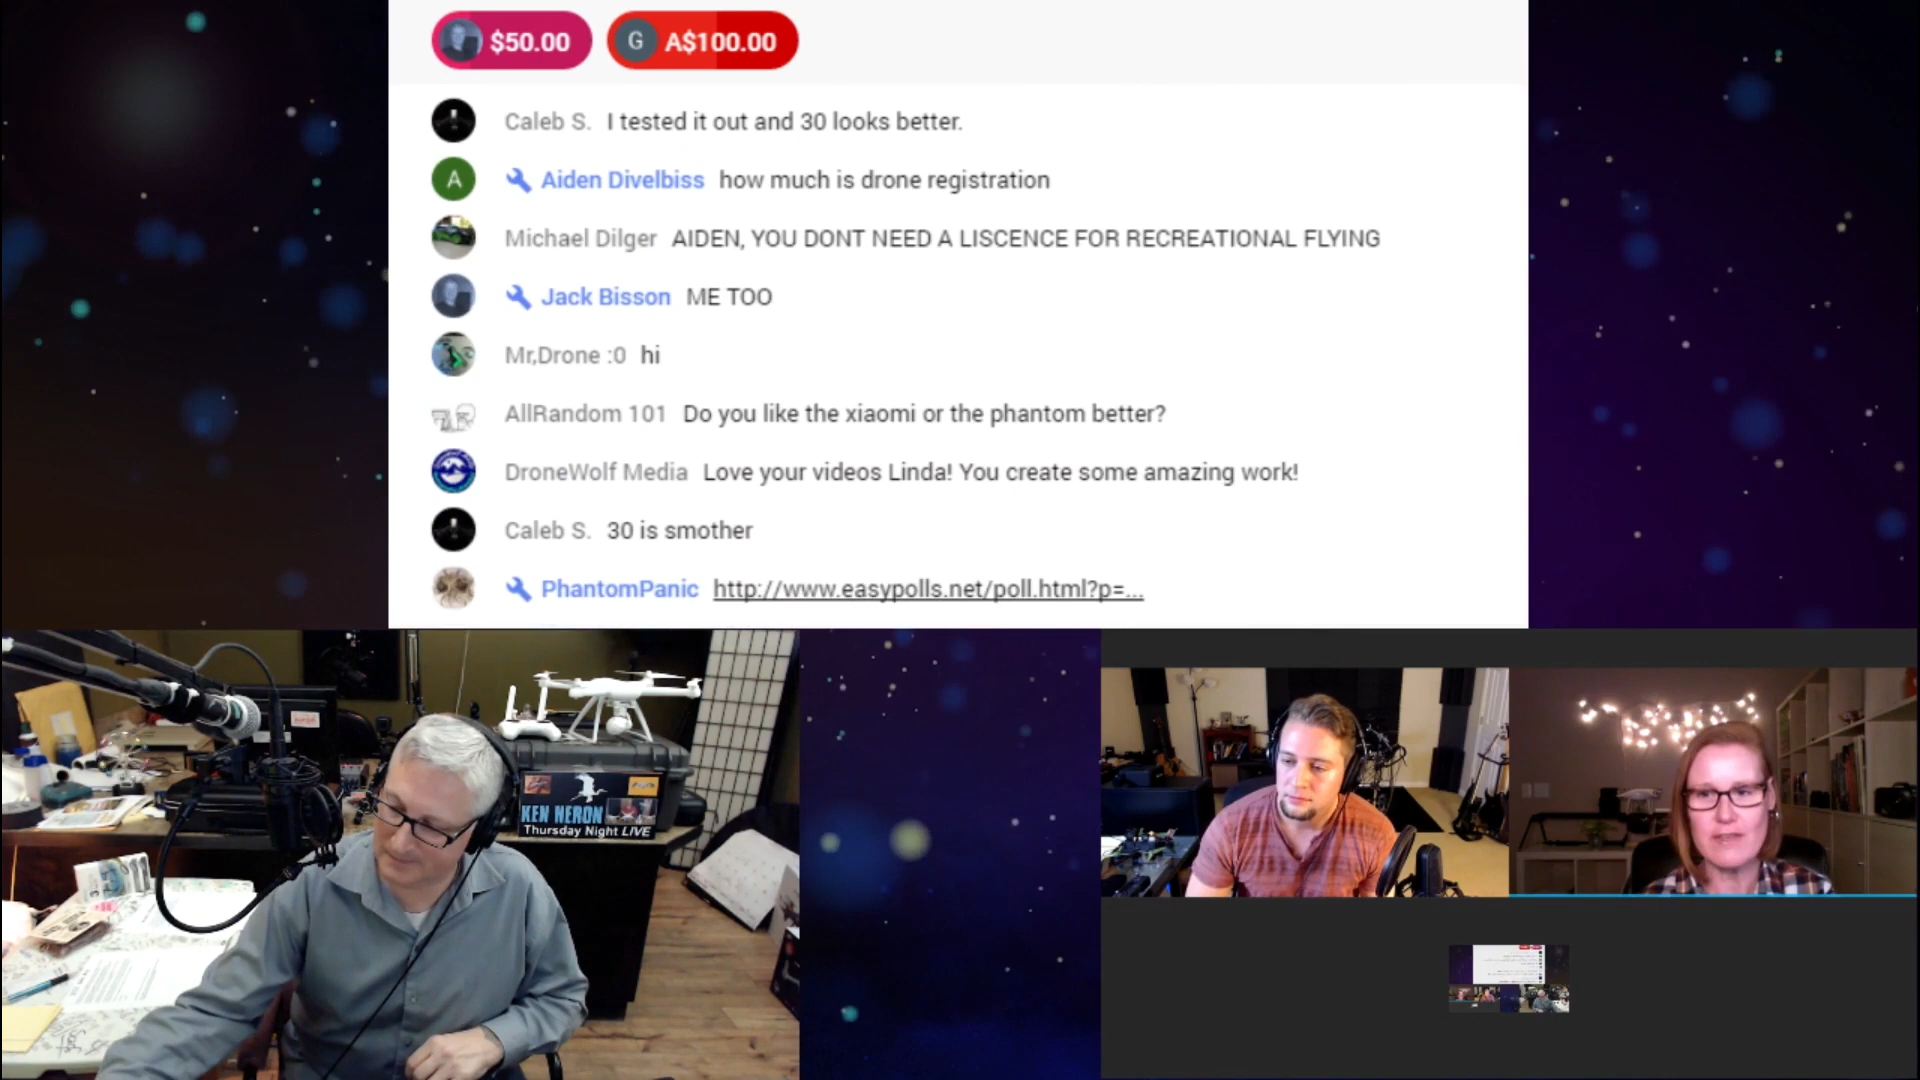 $50.00
G A$100.00
Caleb S. I tested it out and 30 looks better.
A Aiden Divelbiss how much is drone registration
Michael Dilger AIDEN, YOU DONT NEED A LISCENCE FOR RECREATIONAL FLYING
Jack Bisson ME TOO
Mr,Drone :0 hi
AllRandom 101 Do you like the xiaomi or the phantom better?
DroneWolf Media Love your videos Linda! You create some amazing work!
Caleb S. 30 is smother
PhantomPanic http://www.easypolls.net/poll.html?p=...
KEN HERON
Thursday Night LIVE